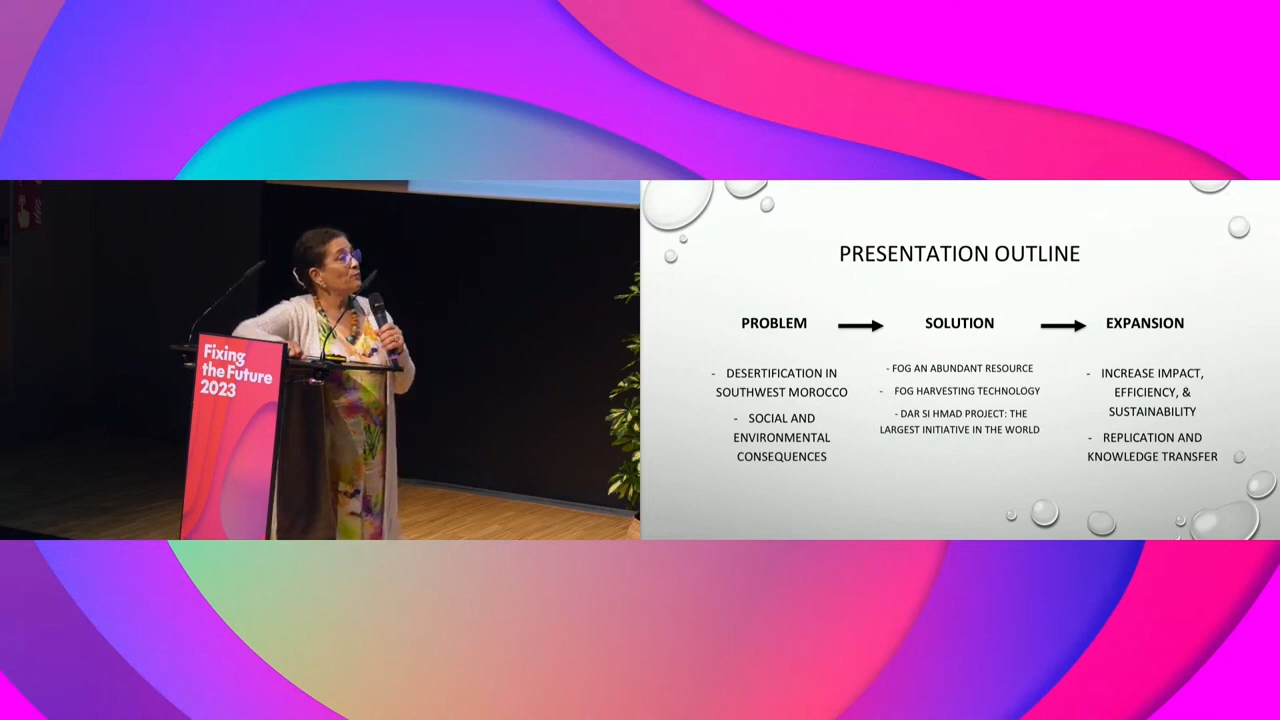 Fixing
the Future
2023
PRESENTATION OUTLINE
PROBLEM
- DESERTIFICATION IN
SOUTHWEST MOROCCO
- SOCIAL AND
ENVIRONMENTAL
CONSEQUENCES
SOLUTION
- FOG AN ABUNDANT RESOURCE
- FOG HARVESTING TECHNOLOGY
- DAR SI HMAD PROJECT: THE
LARGEST INITIATIVE IN THE WORLD
EXPANSION
- INCREASE IMPACT,
EFFICIENCY, &
SUSTAINABILITY
- REPLICATION AND
KNOWLEDGE TRANSFER